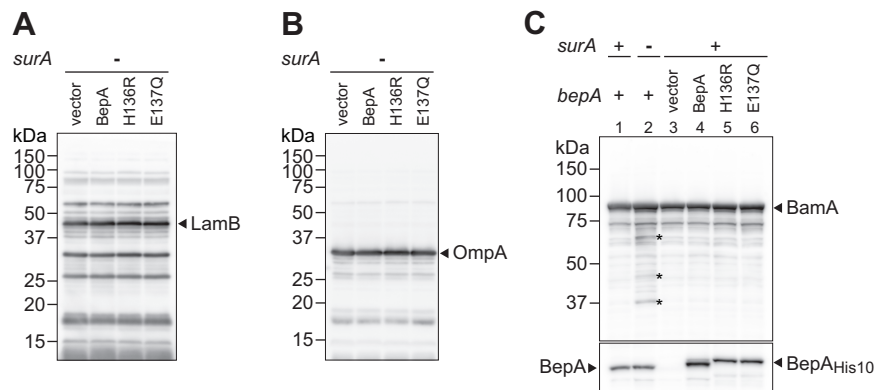 A
surA -
vector BepA H136R E137Q
kDa
150
100
75
50
37
25
20
15
LamB
B
surA -
vector BepA H136R E137Q
kDa
150
100
75
50
37
25
20
15
OmpA
C
surA + - +
bepA + + vector BepA H136R E137Q
1 2 3 4 5 6
kDa
150
100
75
50
37
BamA
*
*
*
BepA
BepAHis10